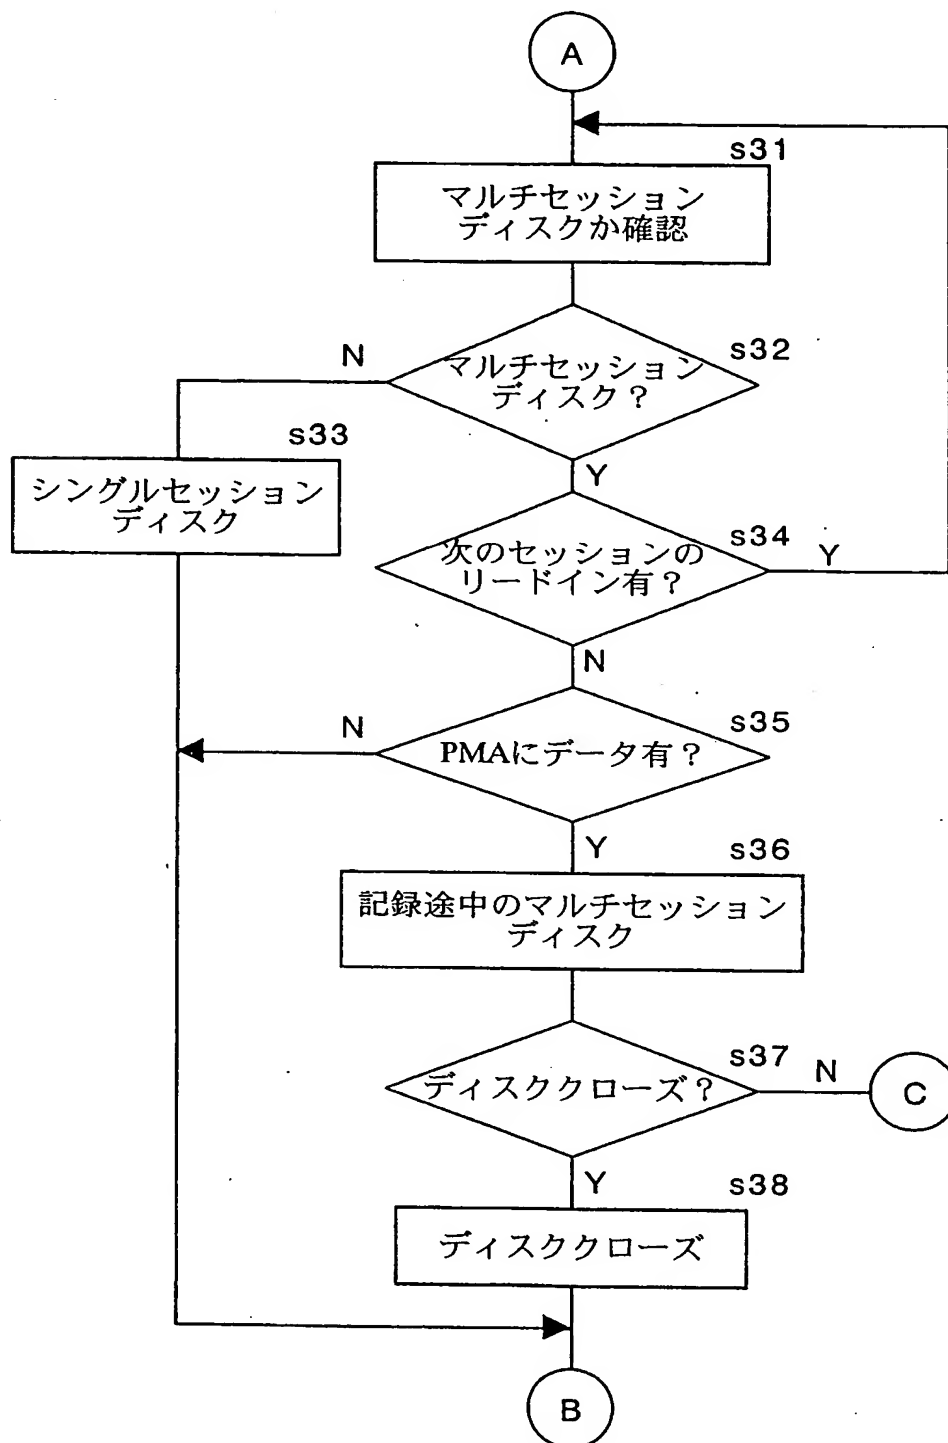 A
s31
マルチセッション
ディスクか確認
N
s32
マルチセッション
ディスク？
s33
シングルセッション
ディスク
Y
s34
次のセッションの
リードイン有？
Y
N
N
s35
PMAにデータ有？
Y
s36
記録途中のマルチセッション
ディスク
s37
ディスククローズ？
N
C
Y
s38
ディスククローズ
B